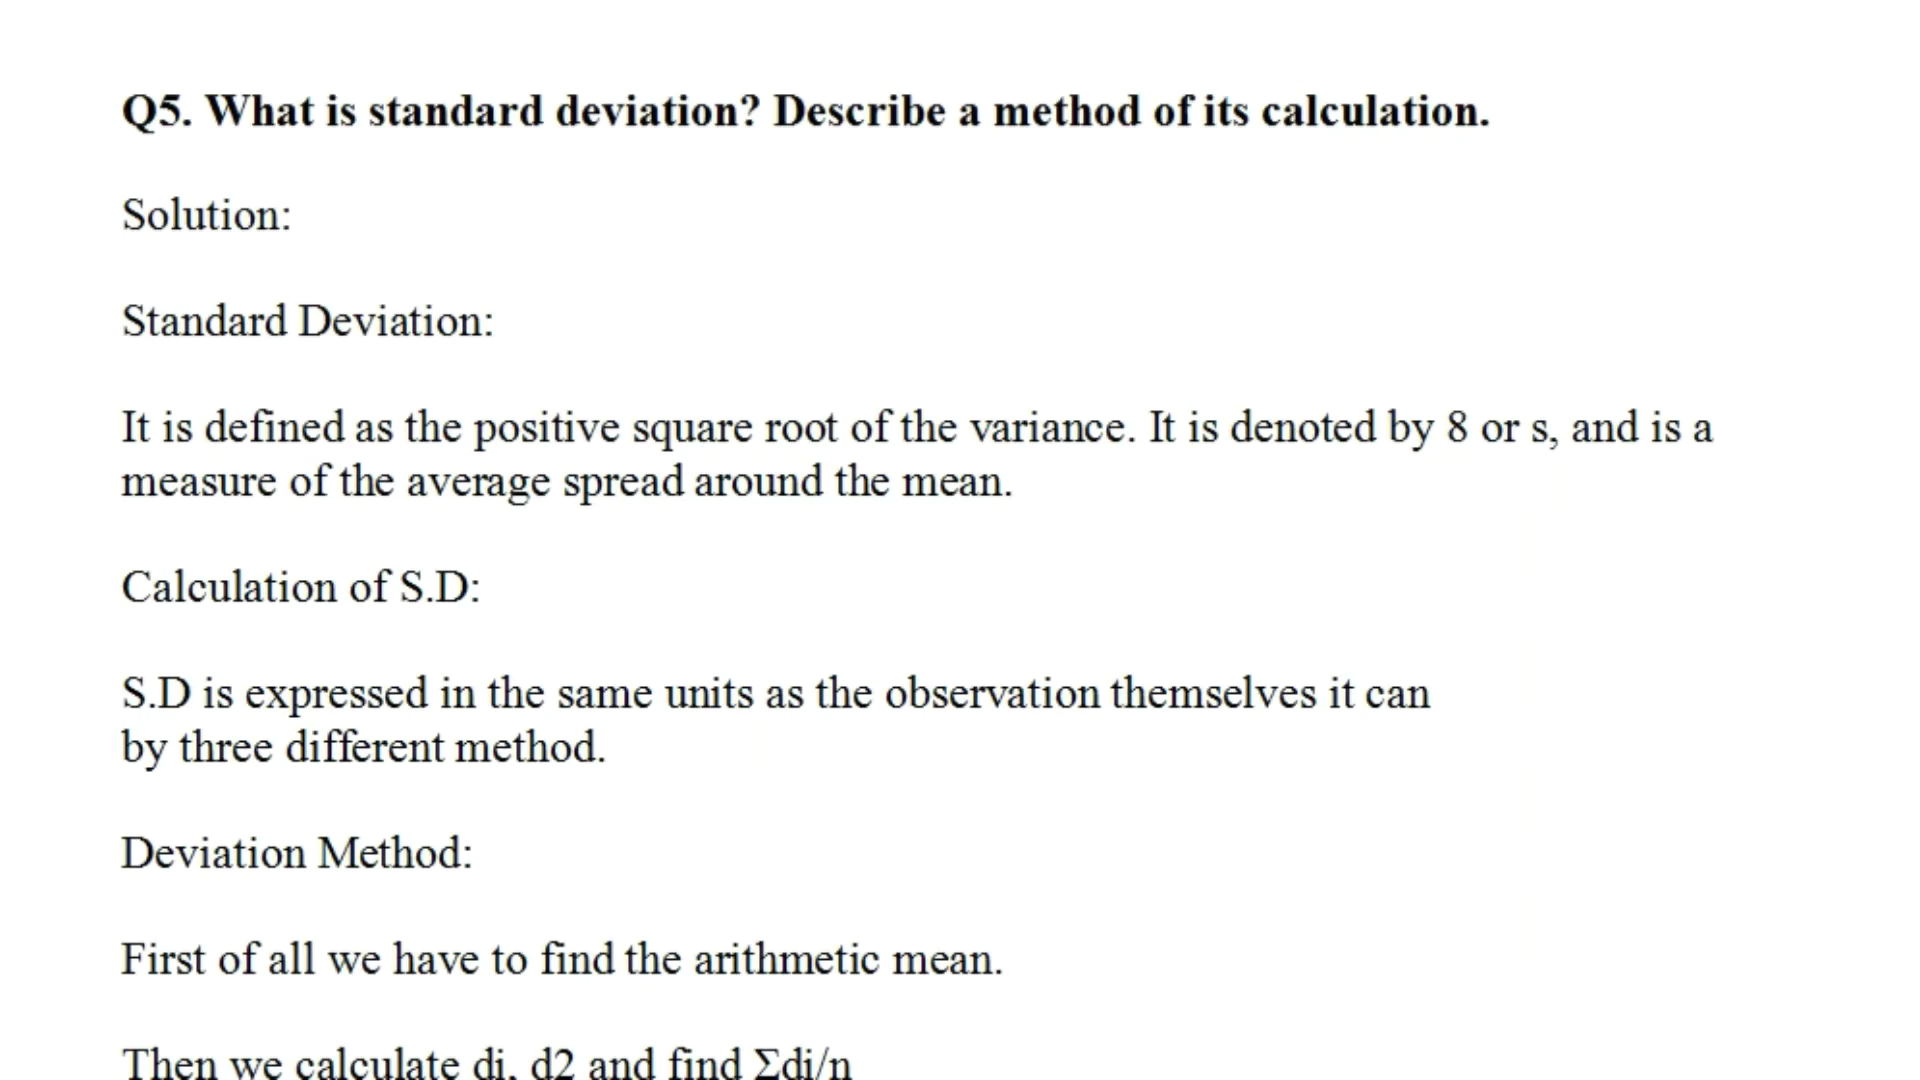 Q5. What is standard deviation? Describe a method of its calculation.
Solution:
Standard Deviation:
It is defined as the positive square root of the variance. It is denoted by 8 or s, and is a
measure of the average spread around the mean.
Calculation of S.D:
S.D is expressed in the same units as the observation themselves it can
by three different method.
Deviation Method:
First of all we have to find the arithmetic mean.
Then we calculate di, d2 and find Σdi/n